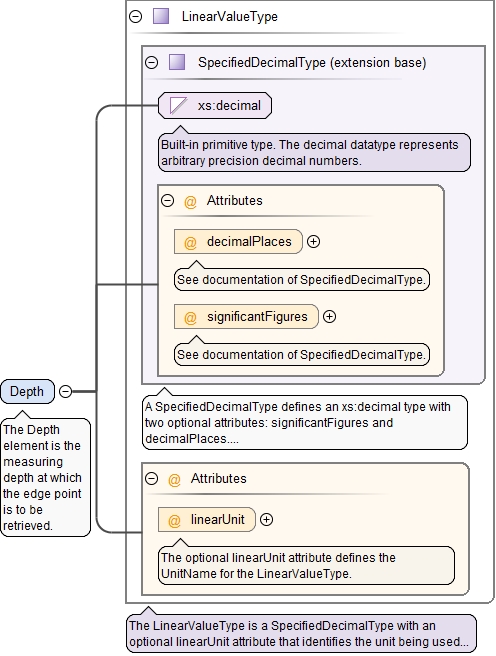 LinearValueType
SpecifiedDecimalType (extension base)
xs:decimal
Built-in primitive type. The decimal datatype represents
arbitrary precision decimal numbers.
@ Attributes
@ decimalPlaces
See documentation of SpecifiedDecimalType.
@ significantFigures
See documentation of SpecifiedDecimalType.
A SpecifiedDecimalType defines an xs:decimal type with
two optional attributes: significantFigures and
decimalPlaces....
Depth
The Depth
element is the
measuring
depth at which
the edge point
is to be
retrieved.
@ Attributes
@ linearUnit
The optional linearUnit attribute defines the
UnitName for the LinearValueType.
The LinearValueType is a SpecifiedDecimalType with an
optional linearUnit attribute that identifies the unit being used...